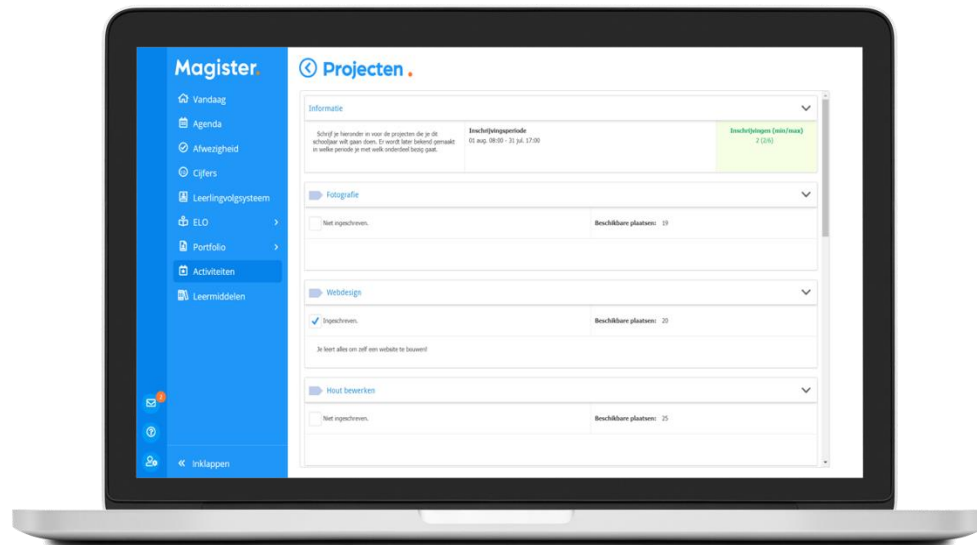 Magister.
Vandaag
Agenda
Afwezigheid
Cijfers
Leerlingvolgsysteem
ELO
Portfolio
Activiteiten
Leermiddelen
2
Inklappen
Projecten .
Informatie
Schrijf je hieronder in voor de projecten die je dit
schooljaar wilt gaan doen. Er wordt later bekend gemaakt
in welke periode je met welk onderdeel bezig gaat.
Inschrijvingsperiode
01 aug. 08:00 - 31 jul. 17:00
Inschrijvingen (min/max)
2 (2/6)
Fotografie
Niet ingeschreven.
Beschikbare plaatsen: 19
Webdesign
Ingeschreven.
Beschikbare plaatsen: 20
Je leert alles om zelf een website te bouwen!
Hout bewerken
Niet ingeschreven.
Beschikbare plaatsen: 25